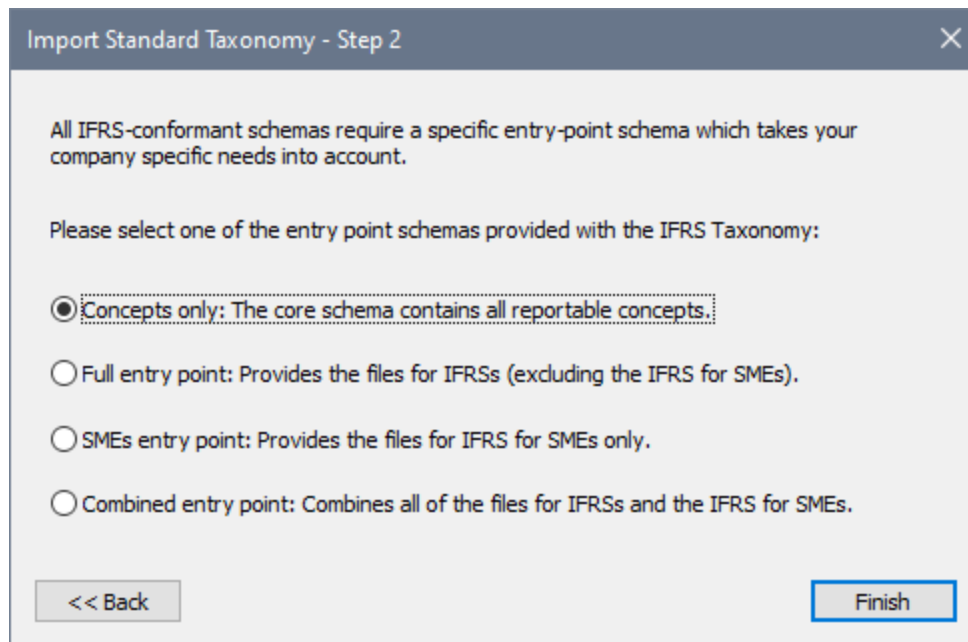 Import Standard Taxonomy - Step 2
All IFRS-conformant schemas require a specific entry-point schema which takes your
company specific needs into account.
Please select one of the entry point schemas provided with the IFRS Taxonomy:
Concepts only: The core schema contains all reportable concepts.
Full entry point: Provides the files for IFRSs (excluding the IFRS for SMEs).
SMEs entry point: Provides the files for IFRS for SMEs only.
Combined entry point: Combines all of the files for IFRSs and the IFRS for SMEs.
<< Back
Finish